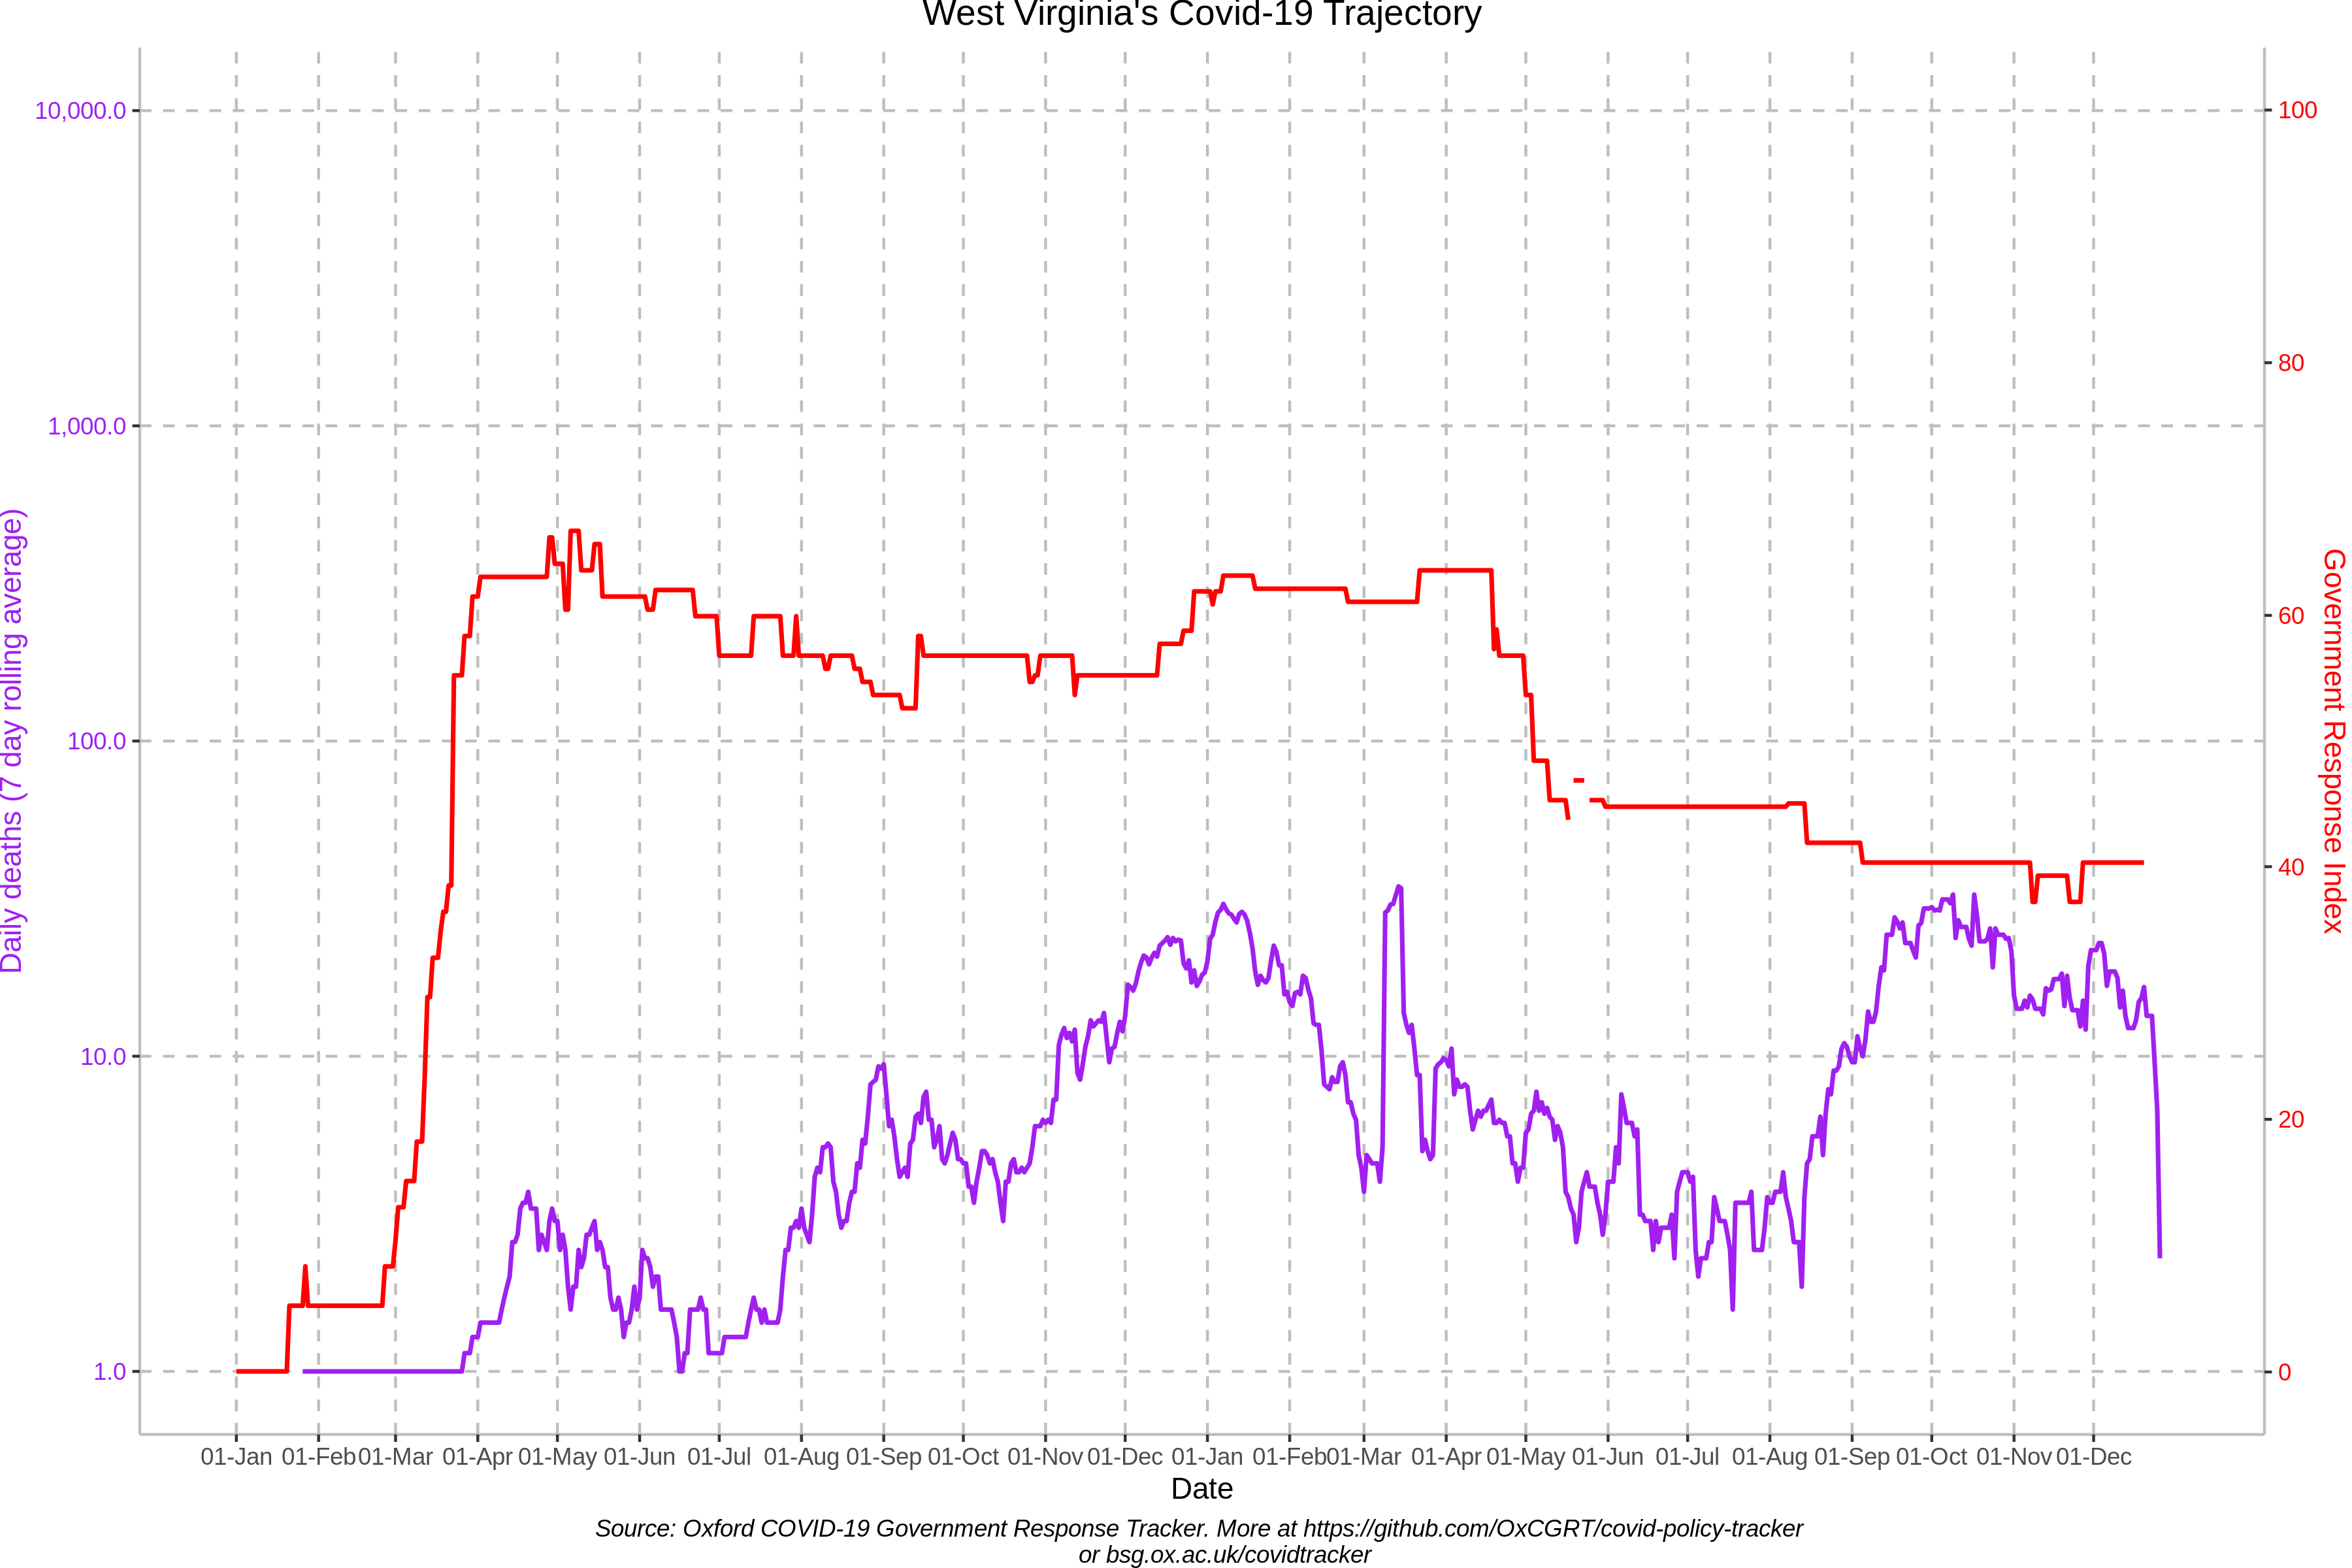 West Virginia's Covid-19 Trajectory
10,000.0
1,000.0
100.0
10.0
1.0
Daily deaths (7 day rolling average)
100
80
60
40
20
0
Government Response Index
01-Jan 01-Feb 01-Mar 01-Apr 01-May 01-Jun 01-Jul 01-Aug 01-Sep 01-Oct 01-Nov 01-Dec 01-Jan 01-Feb 01-Mar 01-Apr 01-May 01-Jun 01-Jul 01-Aug 01-Sep 01-Oct 01-Nov 01-Dec
Date
Source: Oxford COVID-19 Government Response Tracker. More at https://github.com/OxCGRT/covid-policy-tracker
or bsg.ox.ac.uk/covidtracker